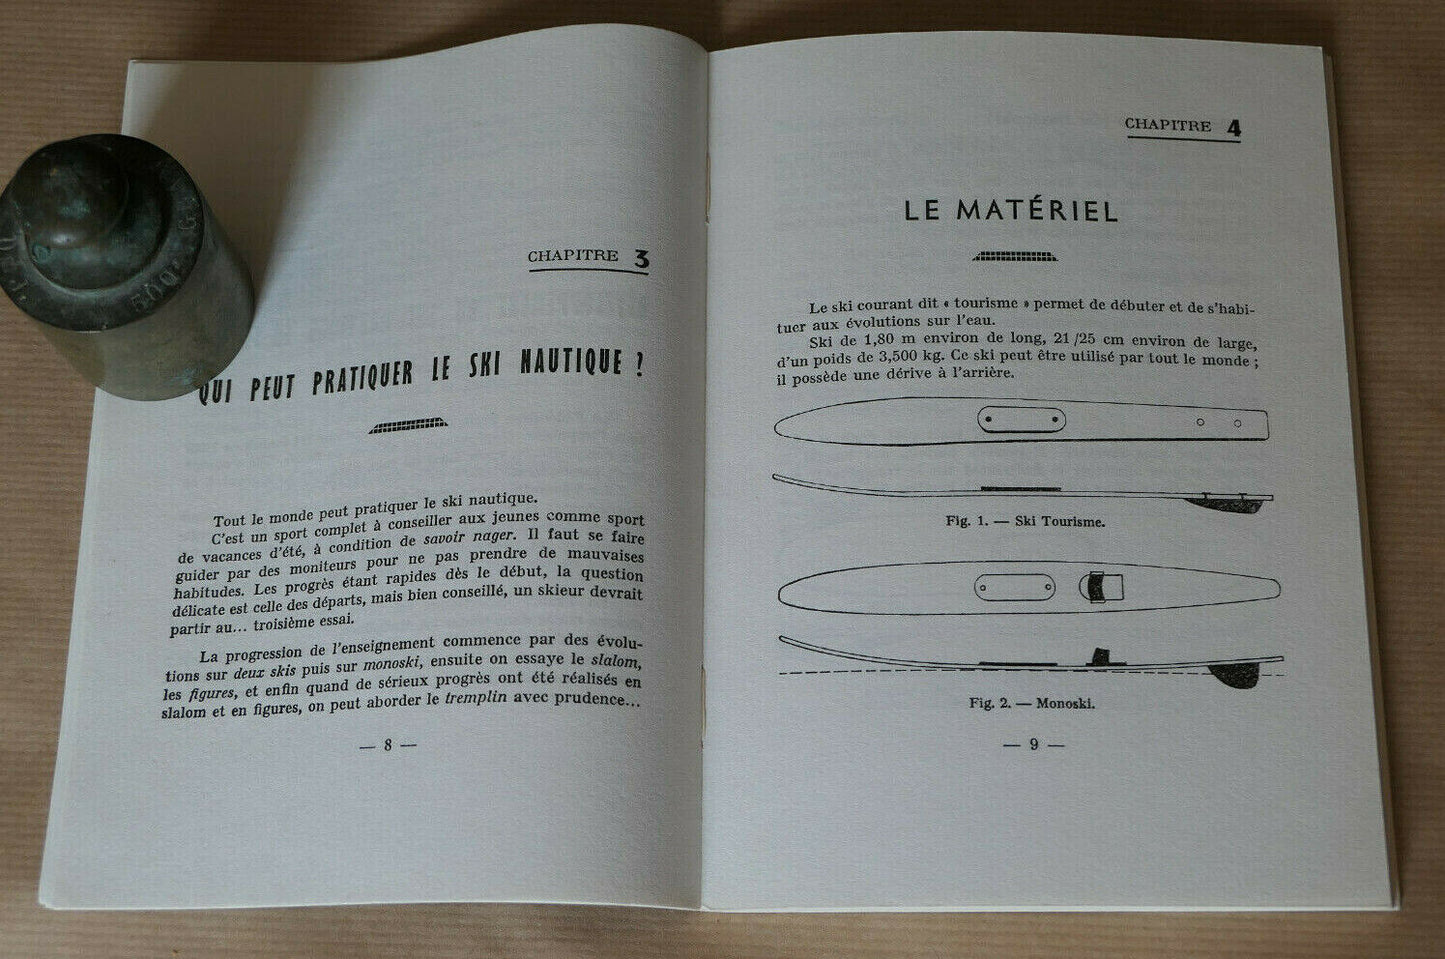 500 G
CHAPITRE 3
QUI PEUT PRATIQUER LE SKI NAUTIQUE ?
Tout le monde peut pratiquer le ski nautique.
C'est un sport complet à conseiller aux jeunes comme sport
de vacances d'été, à condition de savoir nager. Il faut se faire
guider par des moniteurs pour ne pas prendre de mauvaises
habitudes. Les progrès étant rapides dès le début, la question
délicate est celle des départs, mais bien conseillé, un skieur devrait
partir au... troisième essai.
La progression de l'enseignement commence par des évolu-
tions sur deux skis puis sur monoski, ensuite on essaye le slalom,
les figures, et enfin quand de sérieux progrès ont été réalisés en
slalom et en figures, on peut aborder le tremplin avec prudence...
— 8 —
CHAPITRE 4
LE MATÉRIEL
Le ski courant dit « tourisme » permet de débuter et de s'habi-
tuer aux évolutions sur l'eau.
Ski de 1,80 m environ de long, 21/25 cm environ de large,
d'un poids de 3,500 kg. Ce ski peut être utilisé par tout le monde ;
il possède une dérive à l'arrière.
Fig. 1. — Ski Tourisme.
Fig. 2. — Monoski.
— 9 —